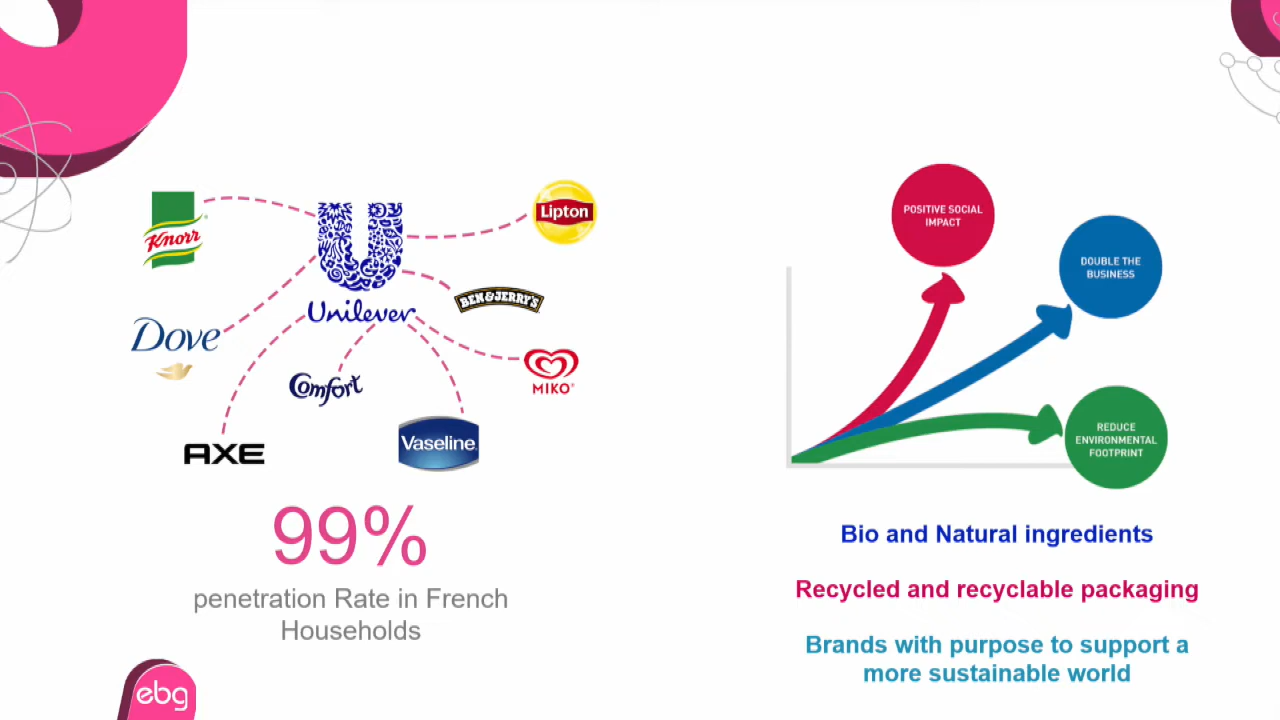 Knorr
Unilever
Lipton
BEN&JERRY'S
Dove
Comfort
MIKO®
AXE
Vaseline
99%
penetration Rate in French
Households
POSITIVE SOCIAL
IMPACT
DOUBLE THE
BUSINESS
REDUCE
ENVIRONMENTAL
FOOTPRINT
Bio and Natural ingredients
Recycled and recyclable packaging
Brands with purpose to support a
more sustainable world
ebg